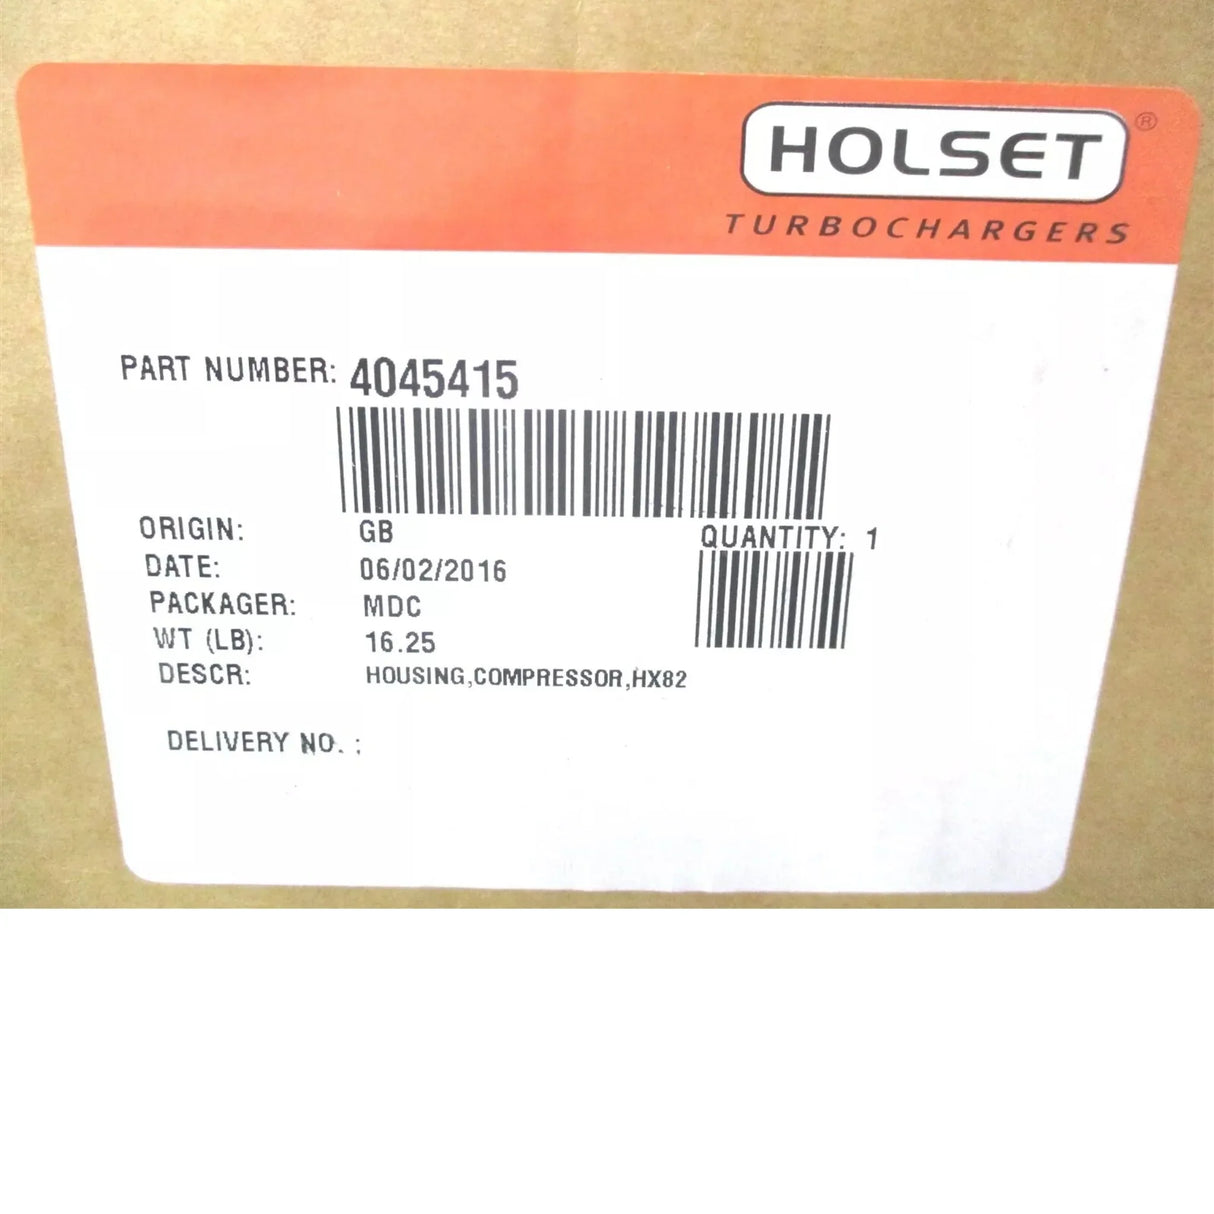 HOLSET®
TURBOCHARGERS
PART NUMBER: 4045415
ORIGIN: GB QUANTITY: 1
DATE: 06/02/2016
PACKAGER: MDC
WT (LB): 16.25
DESCR: HOUSING,COMPRESSOR,HX82
DELIVERY NO. :